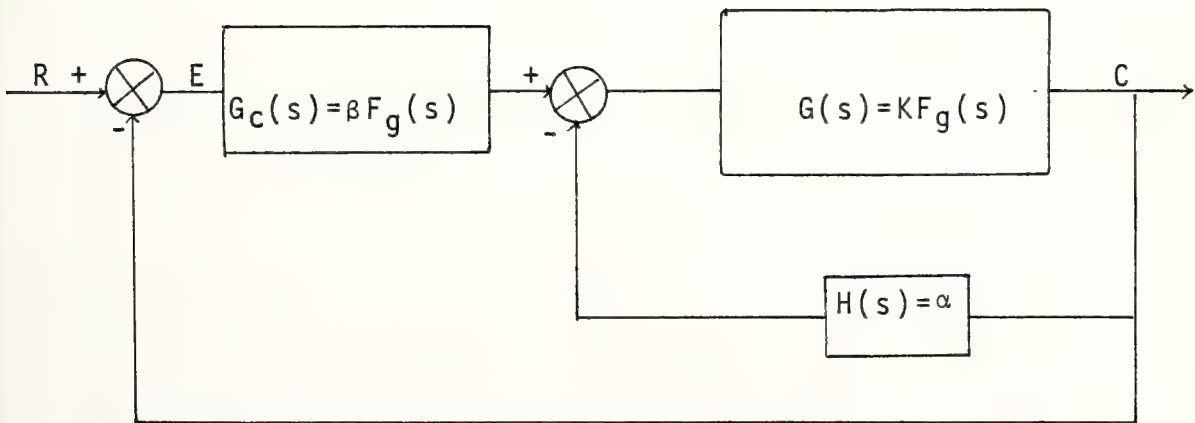 R + E + C
G_c(s)=βF_g(s)
G(s)=KF_g(s)
- -
H(s)=α